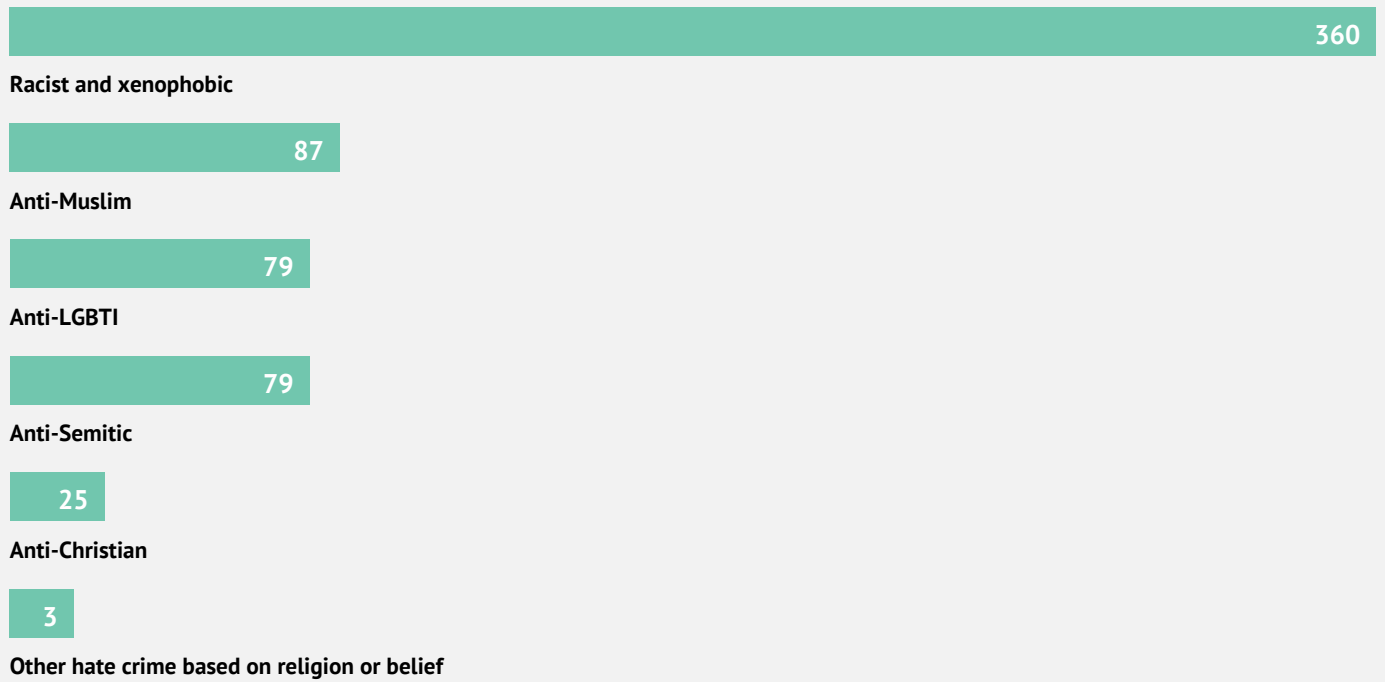 360
Racist and xenophobic
87
Anti-Muslim
79
Anti-LGBTI
79
Anti-Semitic
25
Anti-Christian
3
Other hate crime based on religion or belief